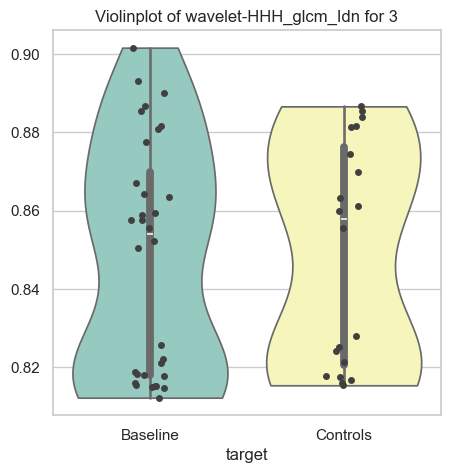 Violinplot of wavelet-HHH_glcm_Idn for 3
0.90
0.88
0.86
0.84
0.82
Baseline
Controls
target